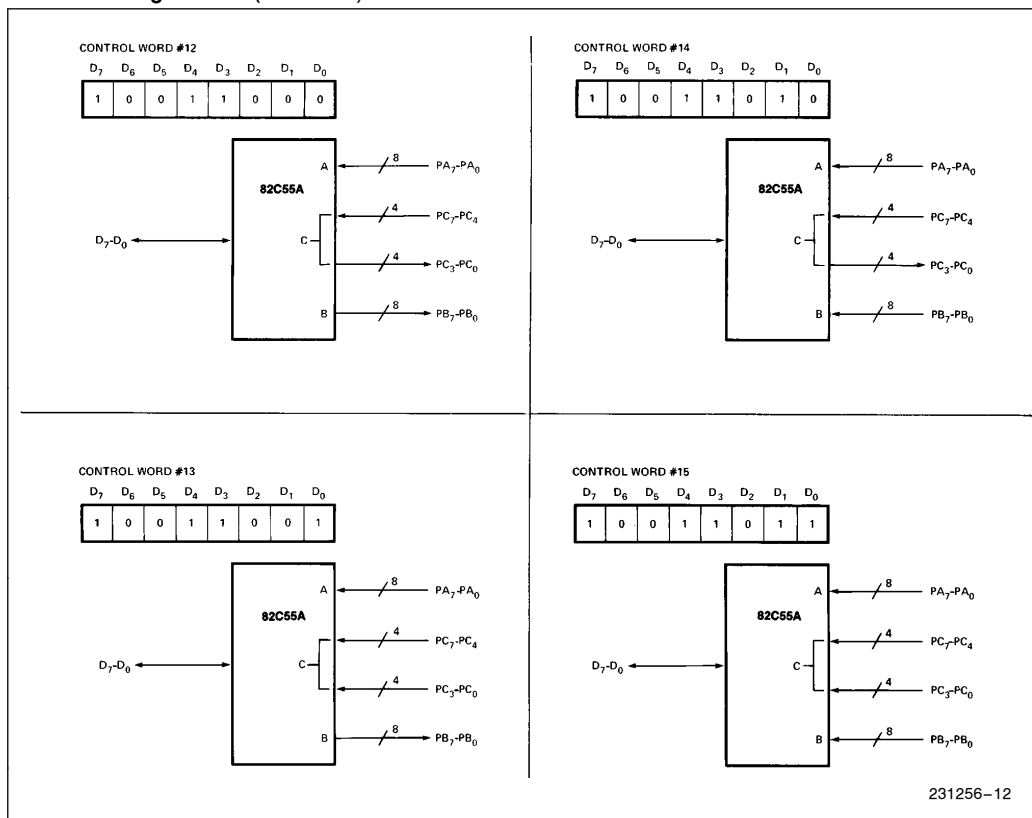 CONTROL WORD #12
D7 D6 D5 D4 D3 D2 D1 D0
1 0 0 1 1 0 0 0
82C55A
A
8
PA7-PA0
4
PC7-PC4
D7-D0
C
4
PC3-PC0
B
8
PB7-PB0
CONTROL WORD #14
D7 D6 D5 D4 D3 D2 D1 D0
1 0 0 1 1 0 1 0
82C55A
A
8
PA7-PA0
4
PC7-PC4
D7-D0
C
4
PC3-PC0
B
8
PB7-PB0
CONTROL WORD #13
D7 D6 D5 D4 D3 D2 D1 D0
1 0 0 1 1 0 0 1
82C55A
A
8
PA7-PA0
4
PC7-PC4
D7-D0
C
4
PC3-PC0
B
8
PB7-PB0
CONTROL WORD #15
D7 D6 D5 D4 D3 D2 D1 D0
1 0 0 1 1 0 1 1
82C55A
A
8
PA7-PA0
4
PC7-PC4
D7-D0
C
4
PC3-PC0
B
8
PB7-PB0
231256–12